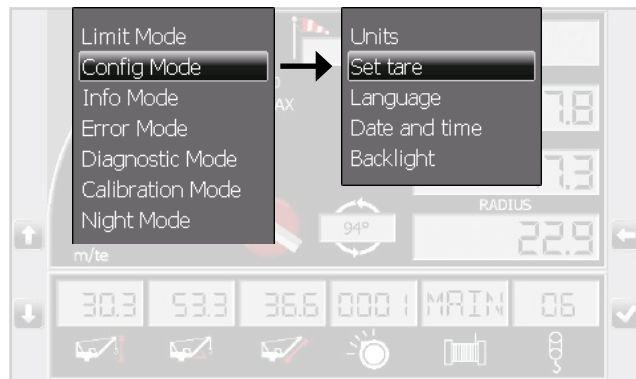 Limit Mode
Config Mode
Info Mode
Error Mode
Diagnostic Mode
Calibration Mode
Night Mode
Units
Set tare
Language
Date and time
Backlight
AX
7.8
7.3
RADIUS
94°
22.9
m/te
30.3 53.3 36.6 0001 MAIN 06